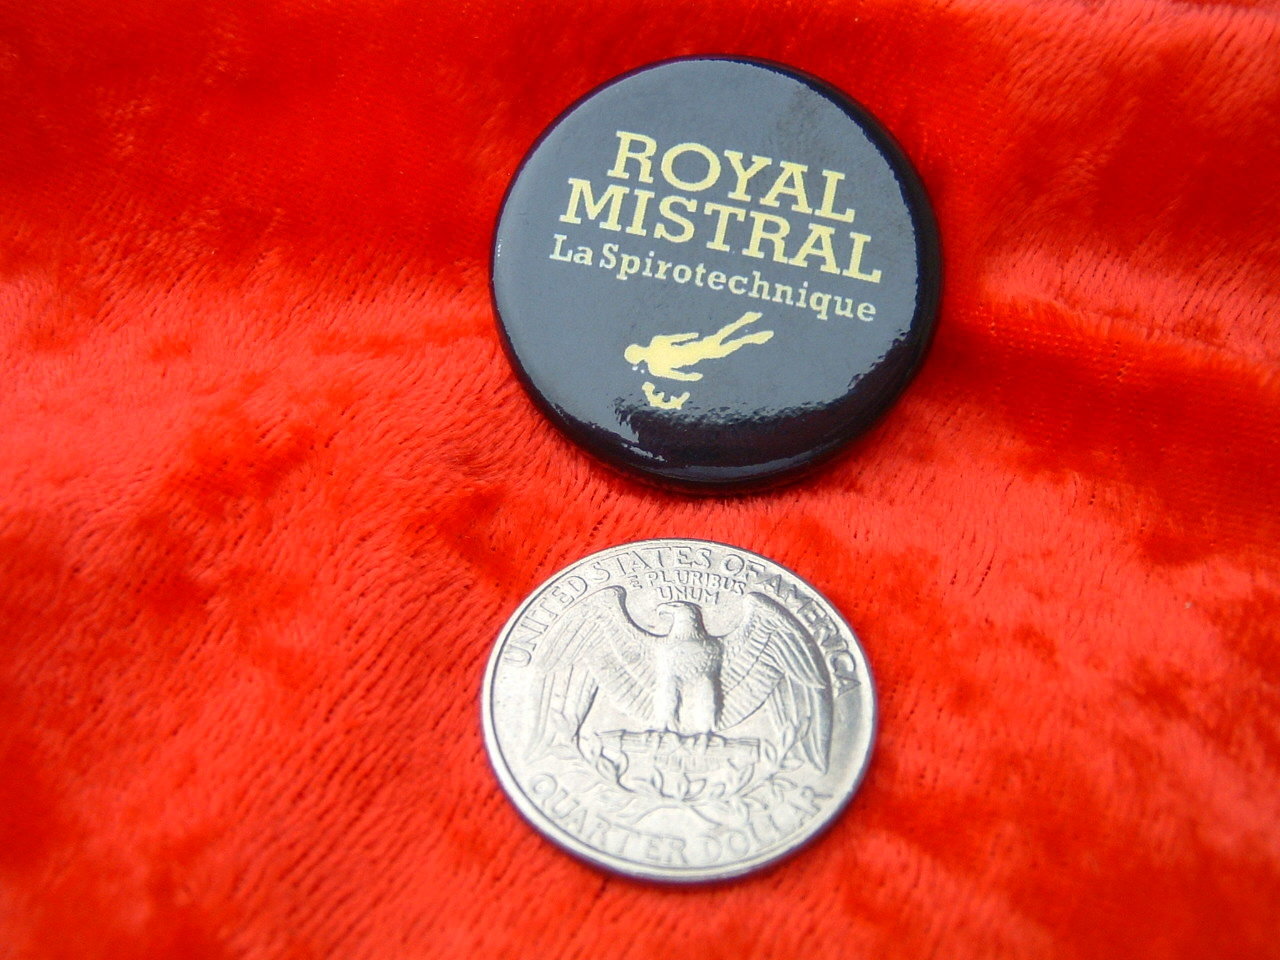 ROYAL
MISTRAL
La Spirotechnique
UNITED STATES OF AMERICA
E PLURIBUS
UNUM
QUARTER DOLLAR